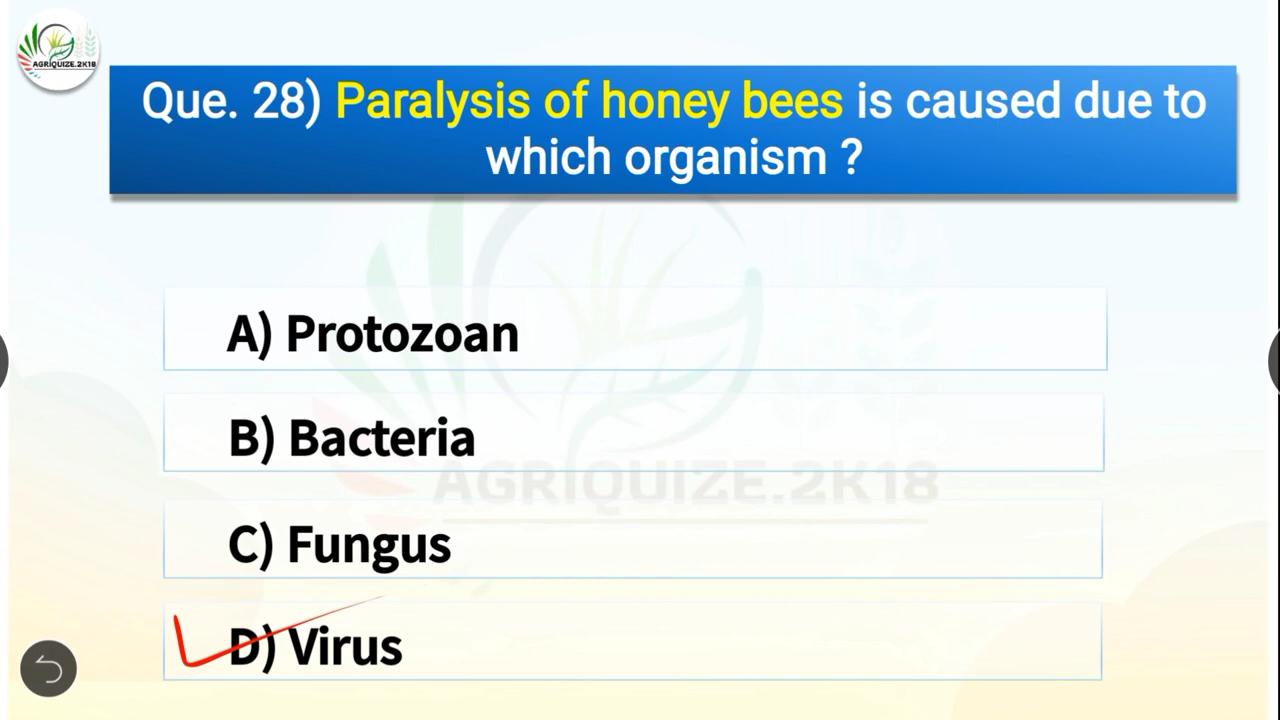 AGRIQUIZE.2K18
Que. 28) Paralysis of honey bees is caused due to
which organism ?
A) Protozoan
B) Bacteria
AGRIQUIZE.2K18
C) Fungus
D) Virus